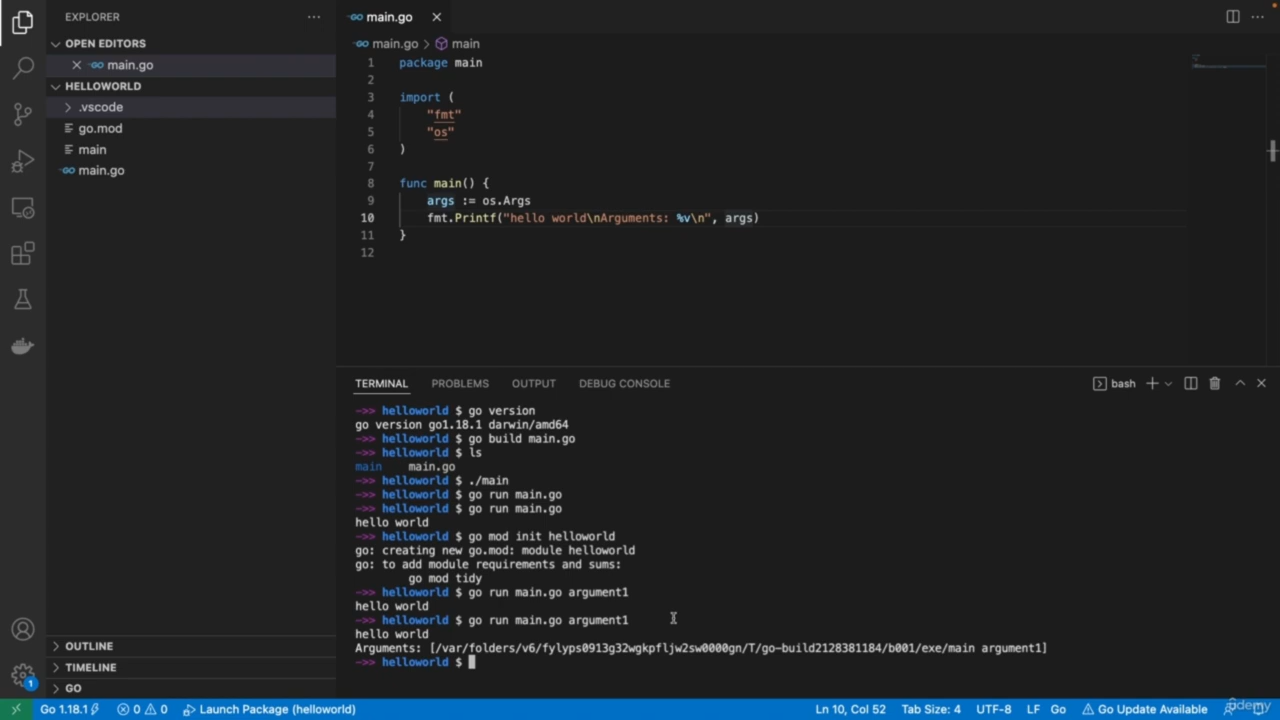 EXPLORER
OPEN EDITORS
main.go
HELLOWORLD
.vscode
go.mod
main
main.go
OUTLINE
TIMELINE
GO
main.go
main.go > main
1 package main
2
3 import (
4 "fmt"
5 "os"
6 )
7
8 func main() {
9 args := os.Args
10 fmt.Printf("hello world\nArguments: %v\n", args)
11 }
12
TERMINAL PROBLEMS OUTPUT DEBUG CONSOLE
bash
->> helloworld $ go version
go version go1.18.1 darwin/amd64
->> helloworld $ go build main.go
->> helloworld $ ls
main main.go
->> helloworld $ ./main
->> helloworld $ go run main.go
->> helloworld $ go run main.go
hello world
->> helloworld $ go mod init helloworld
go: creating new go.mod: module helloworld
go: to add module requirements and sums:
go mod tidy
->> helloworld $ go run main.go argument1
hello world
->> helloworld $ go run main.go argument1
hello world
Arguments: [/var/folders/v6/fylyps0913g32wgkpfljw2sw0000gn/T/go-build2128381184/b001/exe/main argument1]
->> helloworld $
1
Go 1.18.1 0 0 Launch Package (helloworld) Ln 10, Col 52 Tab Size: 4 UTF-8 LF Go Go Update Available
udemy